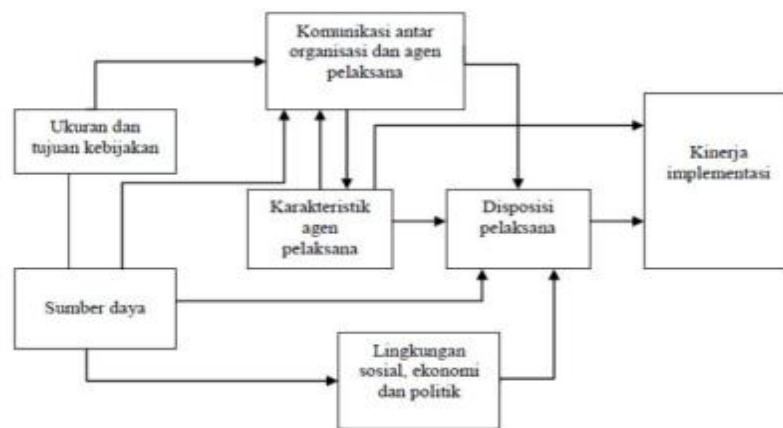 Komunikasi antar
organisasi dan agen
pelaksana
Ukuran dan
tujuan kebijakan
Kinerja
implementasi
Karakteristik
agen
pelaksana
Disposisi
pelaksana
Sumber daya
Lingkungan
sosial, ekonomi
dan politik